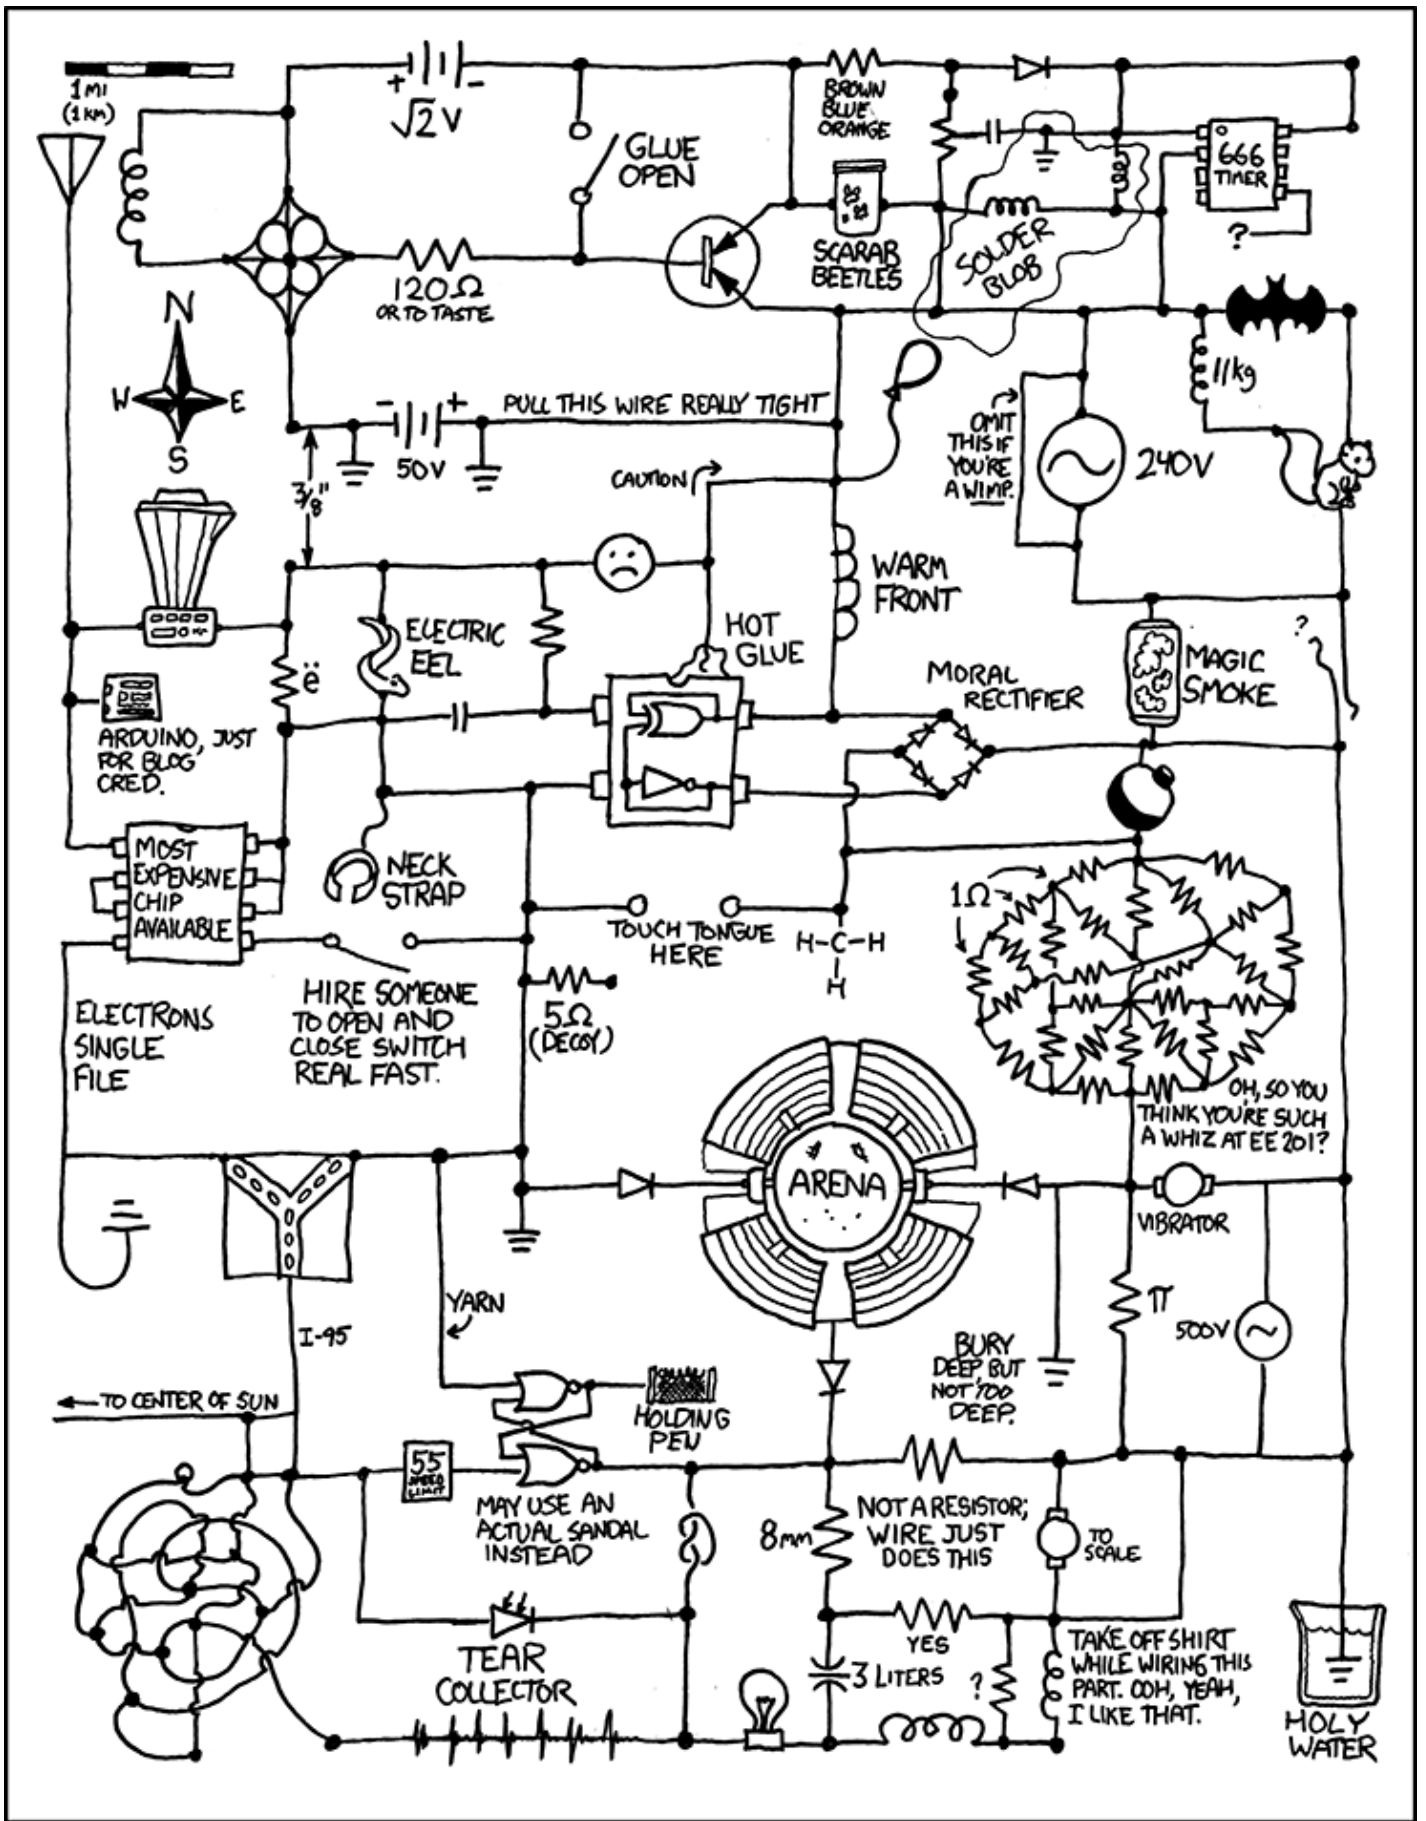 1 MI
(1 KM)
+ -
√2 V
GLUE
OPEN
BROWN
BLUE
ORANGE
666
TIMER
?
SCARAB
BEETLES
SOLDER
BLOB
120Ω
OR TO TASTE
N
W E
S
- +
50V
PULL THIS WIRE REALLY TIGHT
3/8"
CAUTION
OMIT
THIS IF
YOU'RE
A WIMP.
240V
11kg
WARM
FRONT
ELECTRIC
EEL
HOT
GLUE
ë
ARDUINO, JUST
FOR BLOG
CRED.
MORAL
RECTIFIER
MAGIC
SMOKE
?
MOST
EXPENSIVE
CHIP
AVAILABLE
NECK
STRAP
TOUCH TONGUE
HERE
H-C-H
H
1Ω
ELECTRONS
SINGLE
FILE
HIRE SOMEONE
TO OPEN AND
CLOSE SWITCH
REAL FAST.
5Ω
(DECOY)
OH, SO YOU
THINK YOU'RE SUCH
A WHIZ AT EE 201?
ARENA
VIBRATOR
YARN
I-95
π
500V
BURY
DEEP, BUT
NOT TOO
DEEP.
TO CENTER OF SUN
HOLDING
PEN
55
SPEED
LIMIT
MAY USE AN
ACTUAL SANDAL
INSTEAD
8mm
NOT A RESISTOR;
WIRE JUST
DOES THIS
TO
SCALE
TEAR
COLLECTOR
YES
3 LITERS
?
TAKE OFF SHIRT
WHILE WIRING THIS
PART. OOH, YEAH,
I LIKE THAT.
HOLY
WATER